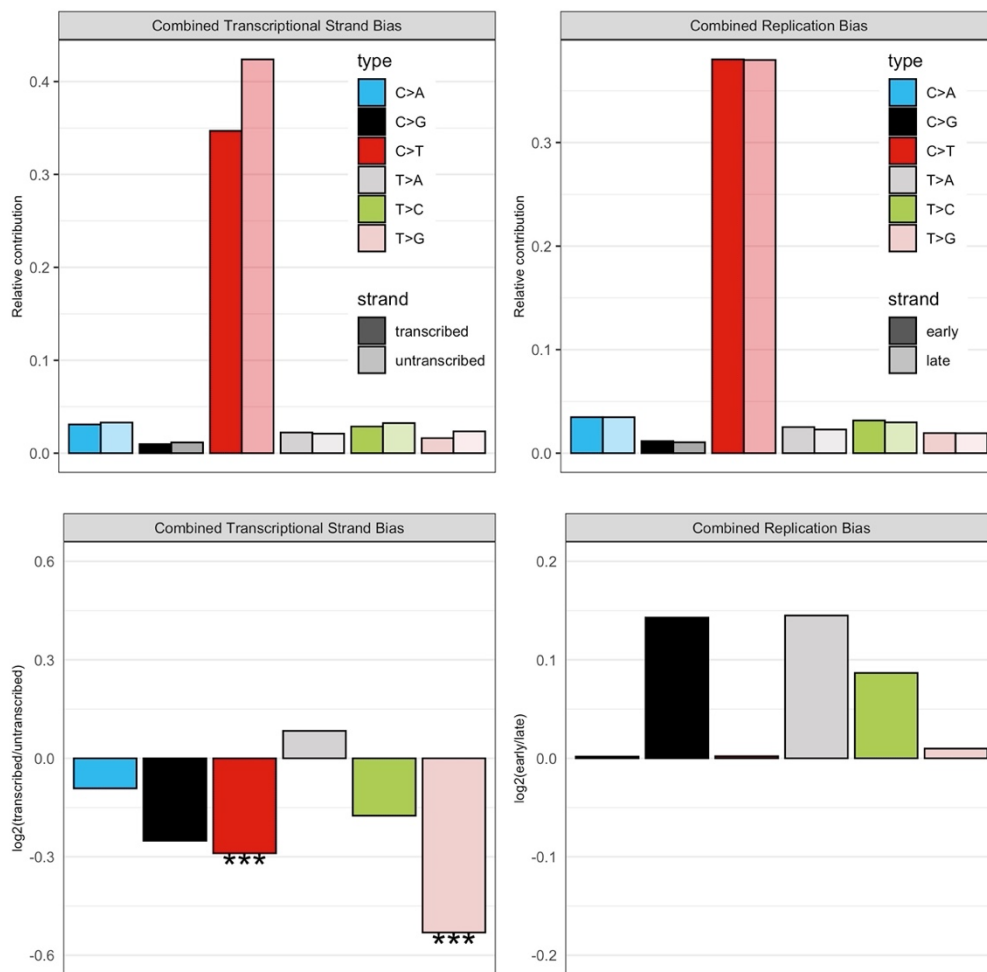 Combined Transcriptional Strand Bias
Relative contribution
0.4
0.3
0.2
0.1
0.0
type
C>A
C>G
C>T
T>A
T>C
T>G
strand
transcribed
untranscribed
Combined Replication Bias
Relative contribution
0.3
0.2
0.1
0.0
type
C>A
C>G
C>T
T>A
T>C
T>G
strand
early
late
Combined Transcriptional Strand Bias
log2(transcribed/untranscribed)
0.6
0.3
0.0
-0.3
-0.6
***
***
Combined Replication Bias
log2(early/late)
0.2
0.1
0.0
-0.1
-0.2